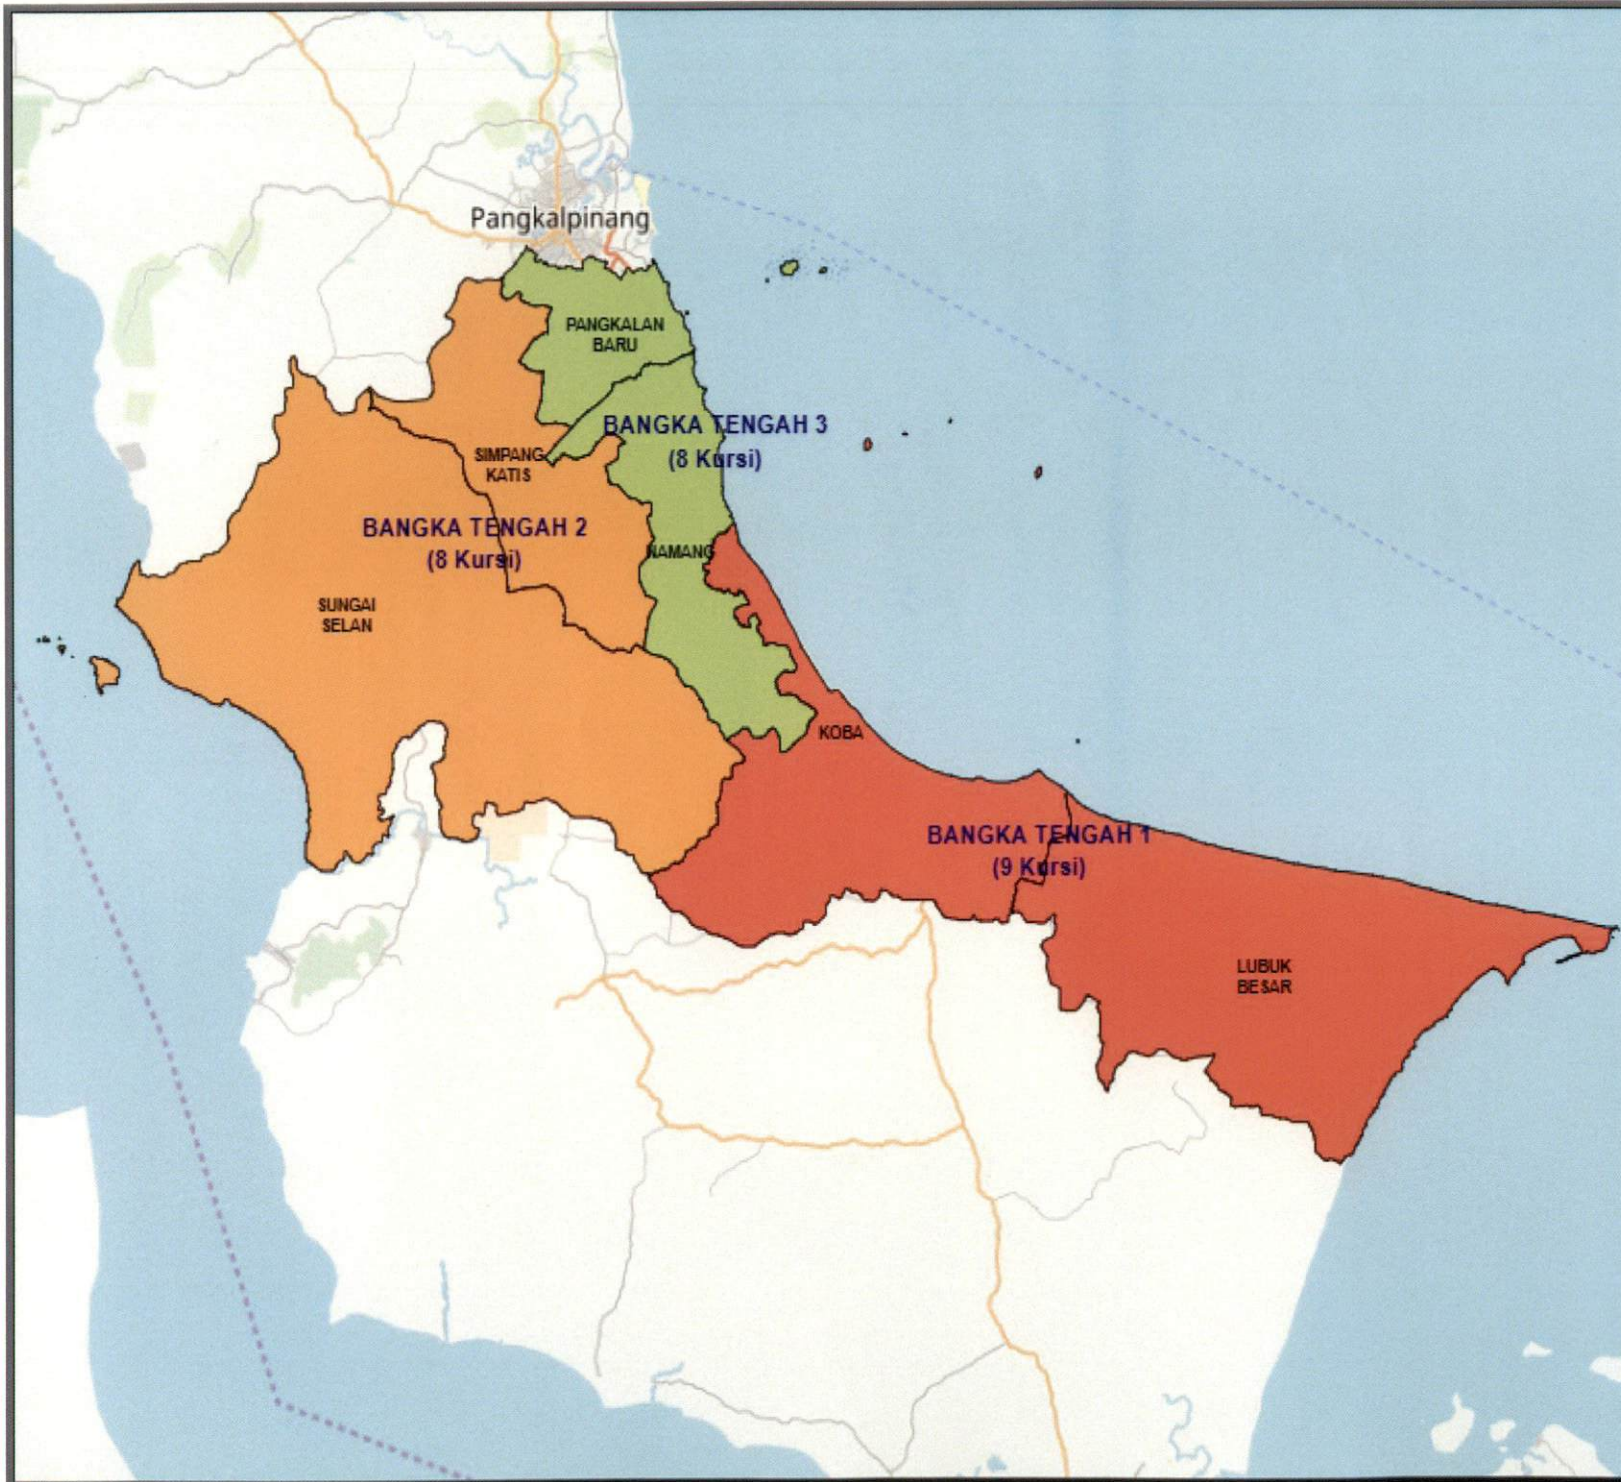 Pangkalpinang
PANGKALAN
BARU
BANGKA TENGAH 3
(8 Kursi)
SIMPANG
KATIS
BANGKA TENGAH 2
(8 Kursi)
NAMANG
SUNGAI
SELAN
KOBA
BANGKA TENGAH 1
(9 Kursi)
LUBUK
BESAR